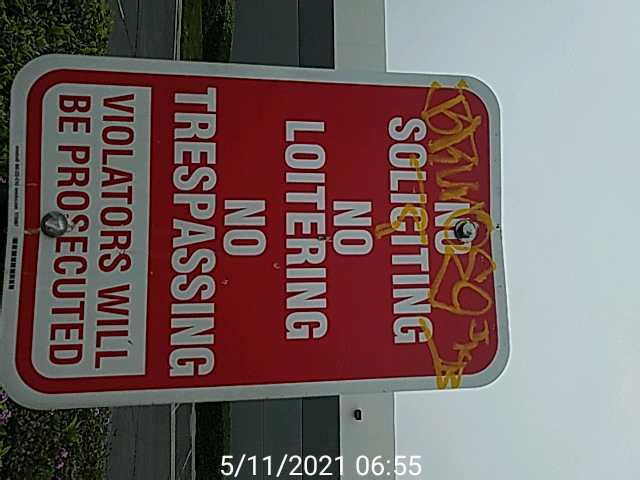 NO
SOLICITING
NO
LOITERING
NO
TRESPASSING
VIOLATORS WILL
BE PROSECUTED
5/11/2021 06:55